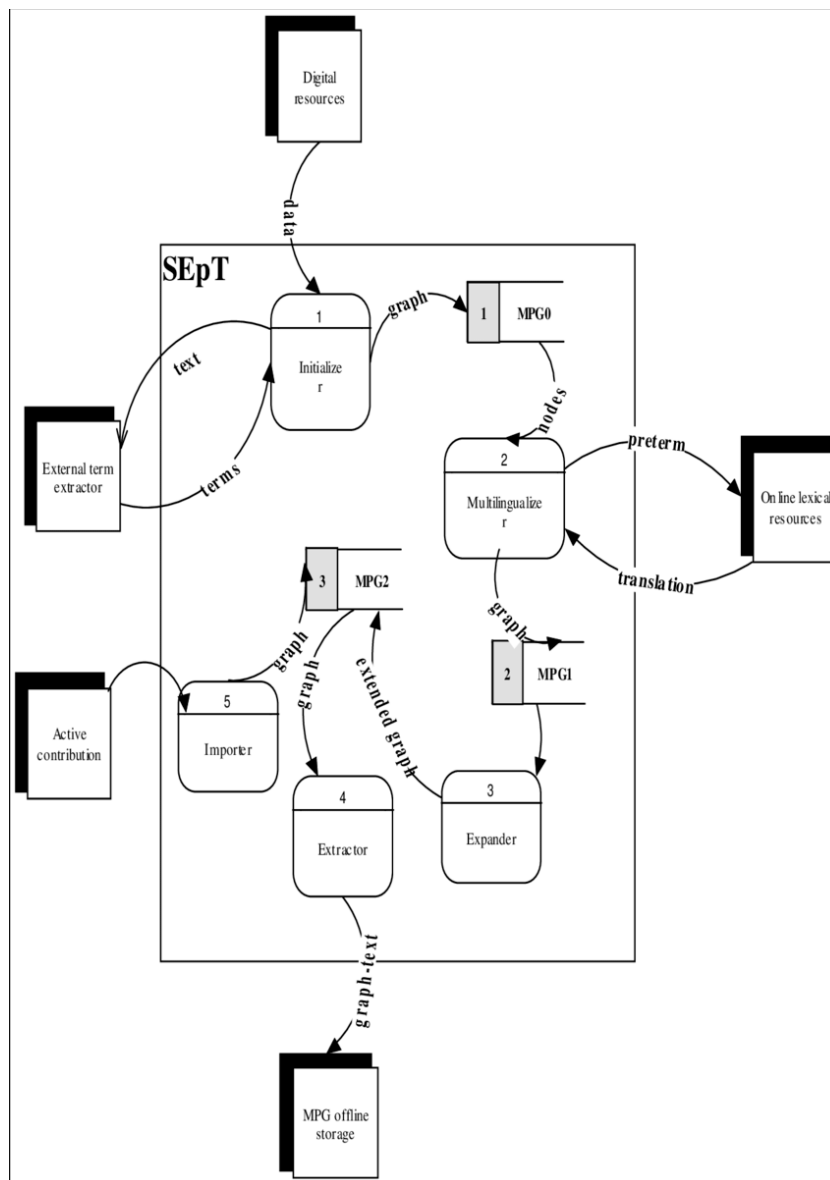 Digital
resources
data
SEpT
1
Initialize
r
graph
1
MPG0
text
nodes
External term
extractor
terms
2
Multilingualize
r
preterm
Online lexical
resources
translation
3
MPG2
graph
graph
graph
2
MPG1
extended graph
Active
contribution
5
Importer
4
Extractor
3
Expander
graph-text
MPG offline
storage